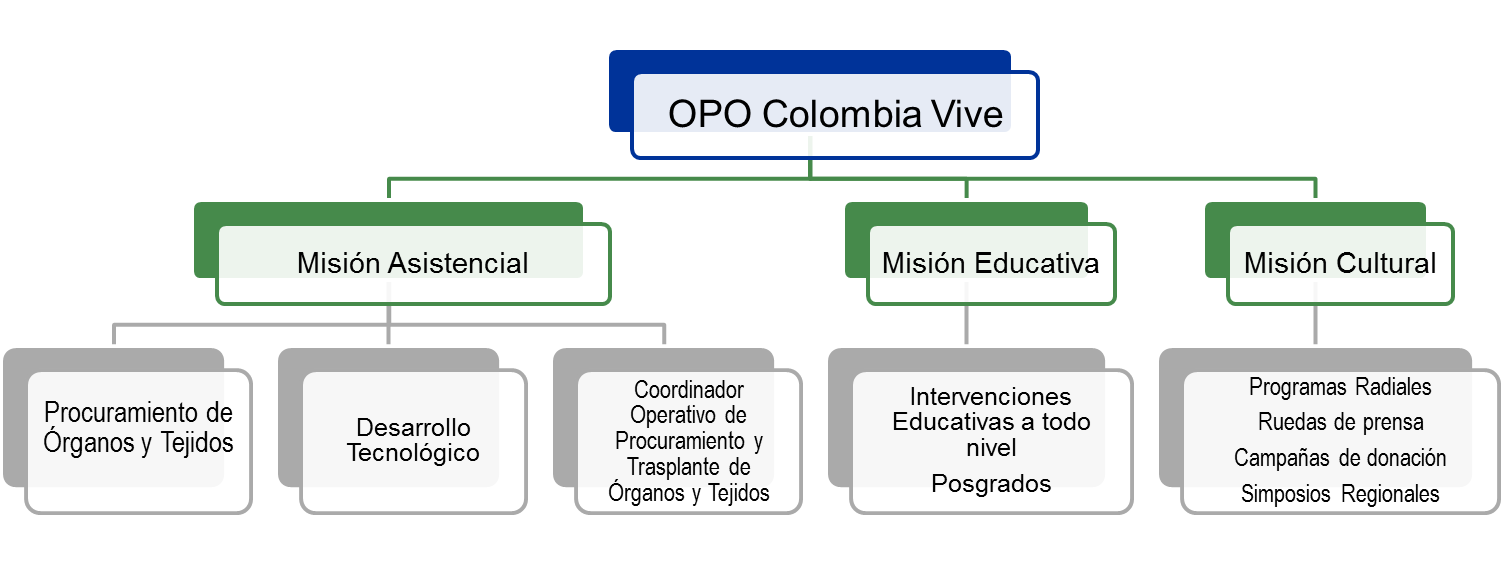 OPO Colombia Vive
Misión Asistencial
Misión Educativa
Misión Cultural
Procuramiento de
Órganos y Tejidos
Desarrollo
Tecnológico
Coordinador
Operativo de
Procuramiento y
Trasplante de
Órganos y Tejidos
Intervenciones
Educativas a todo
nivel
Posgrados
Programas Radiales
Ruedas de prensa
Campañas de donación
Simposios Regionales